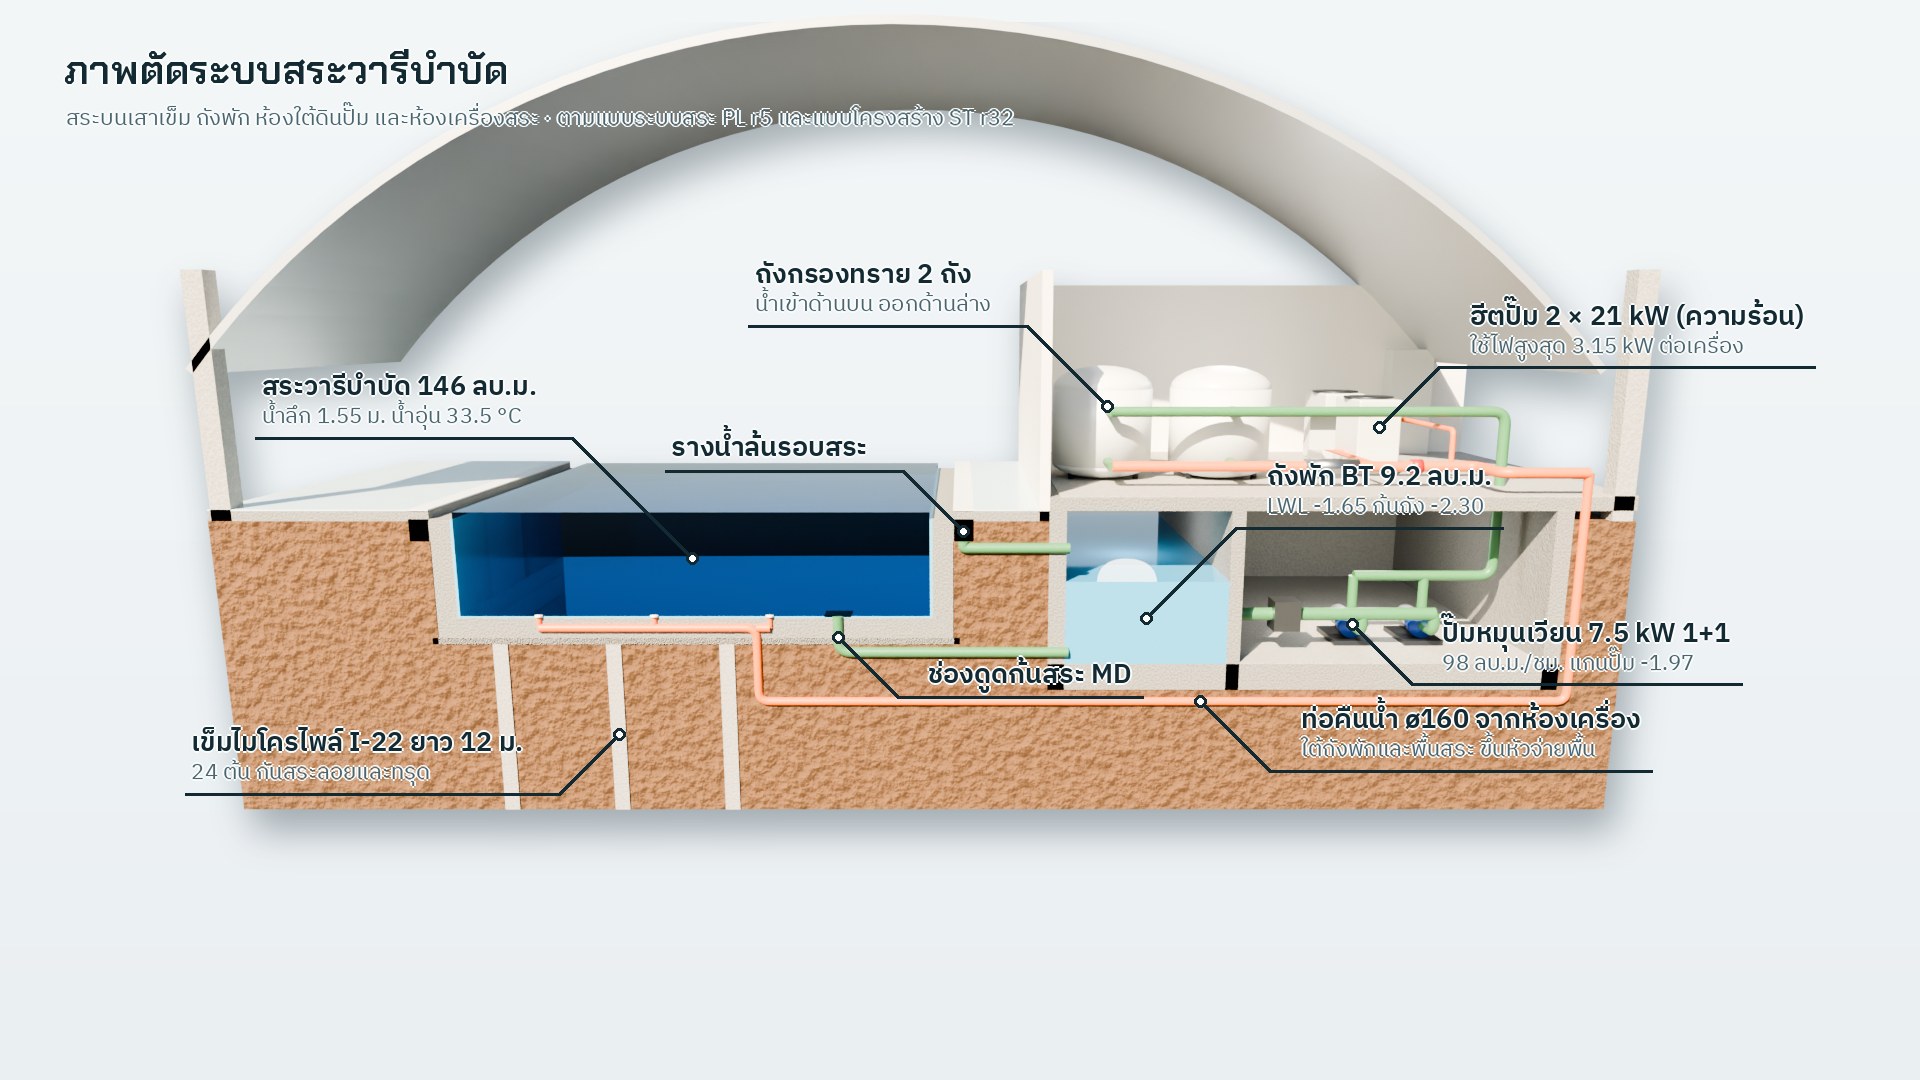 ภาพตัดระบบสระวารีบำบัด
สระบนเสาเข็ม ถังพัก ห้องใต้ดินปั๊ม และห้องเครื่องสระ · ตามแบบระบบสระ PL r5 และแบบโครงสร้าง ST r32
ถังกรองทราย 2 ถัง
น้ำเข้าด้านบน ออกด้านล่าง
ฮีตปั๊ม 2 × 21 kW (ความร้อน)
ใช้ไฟสูงสุด 3.15 kW ต่อเครื่อง
สระวารีบำบัด 146 ลบ.ม.
น้ำลึก 1.55 ม. น้ำอุ่น 33.5 °C
รางน้ำล้นรอบสระ
ถังพัก BT 9.2 ลบ.ม.
LWL -1.65 ก้นถัง -2.30
ปั๊มหมุนเวียน 7.5 kW 1+1
98 ลบ.ม./ชม. แกนปั๊ม -1.97
ช่องดูดก้นสระ MD
ท่อคืนน้ำ ø160 จากห้องเครื่อง
ใต้ถังพักและพื้นสระ ขึ้นหัวจ่ายพื้น
เข็มไมโครไพล์ I-22 ยาว 12 ม.
24 ต้น กันสระลอยและทรุด